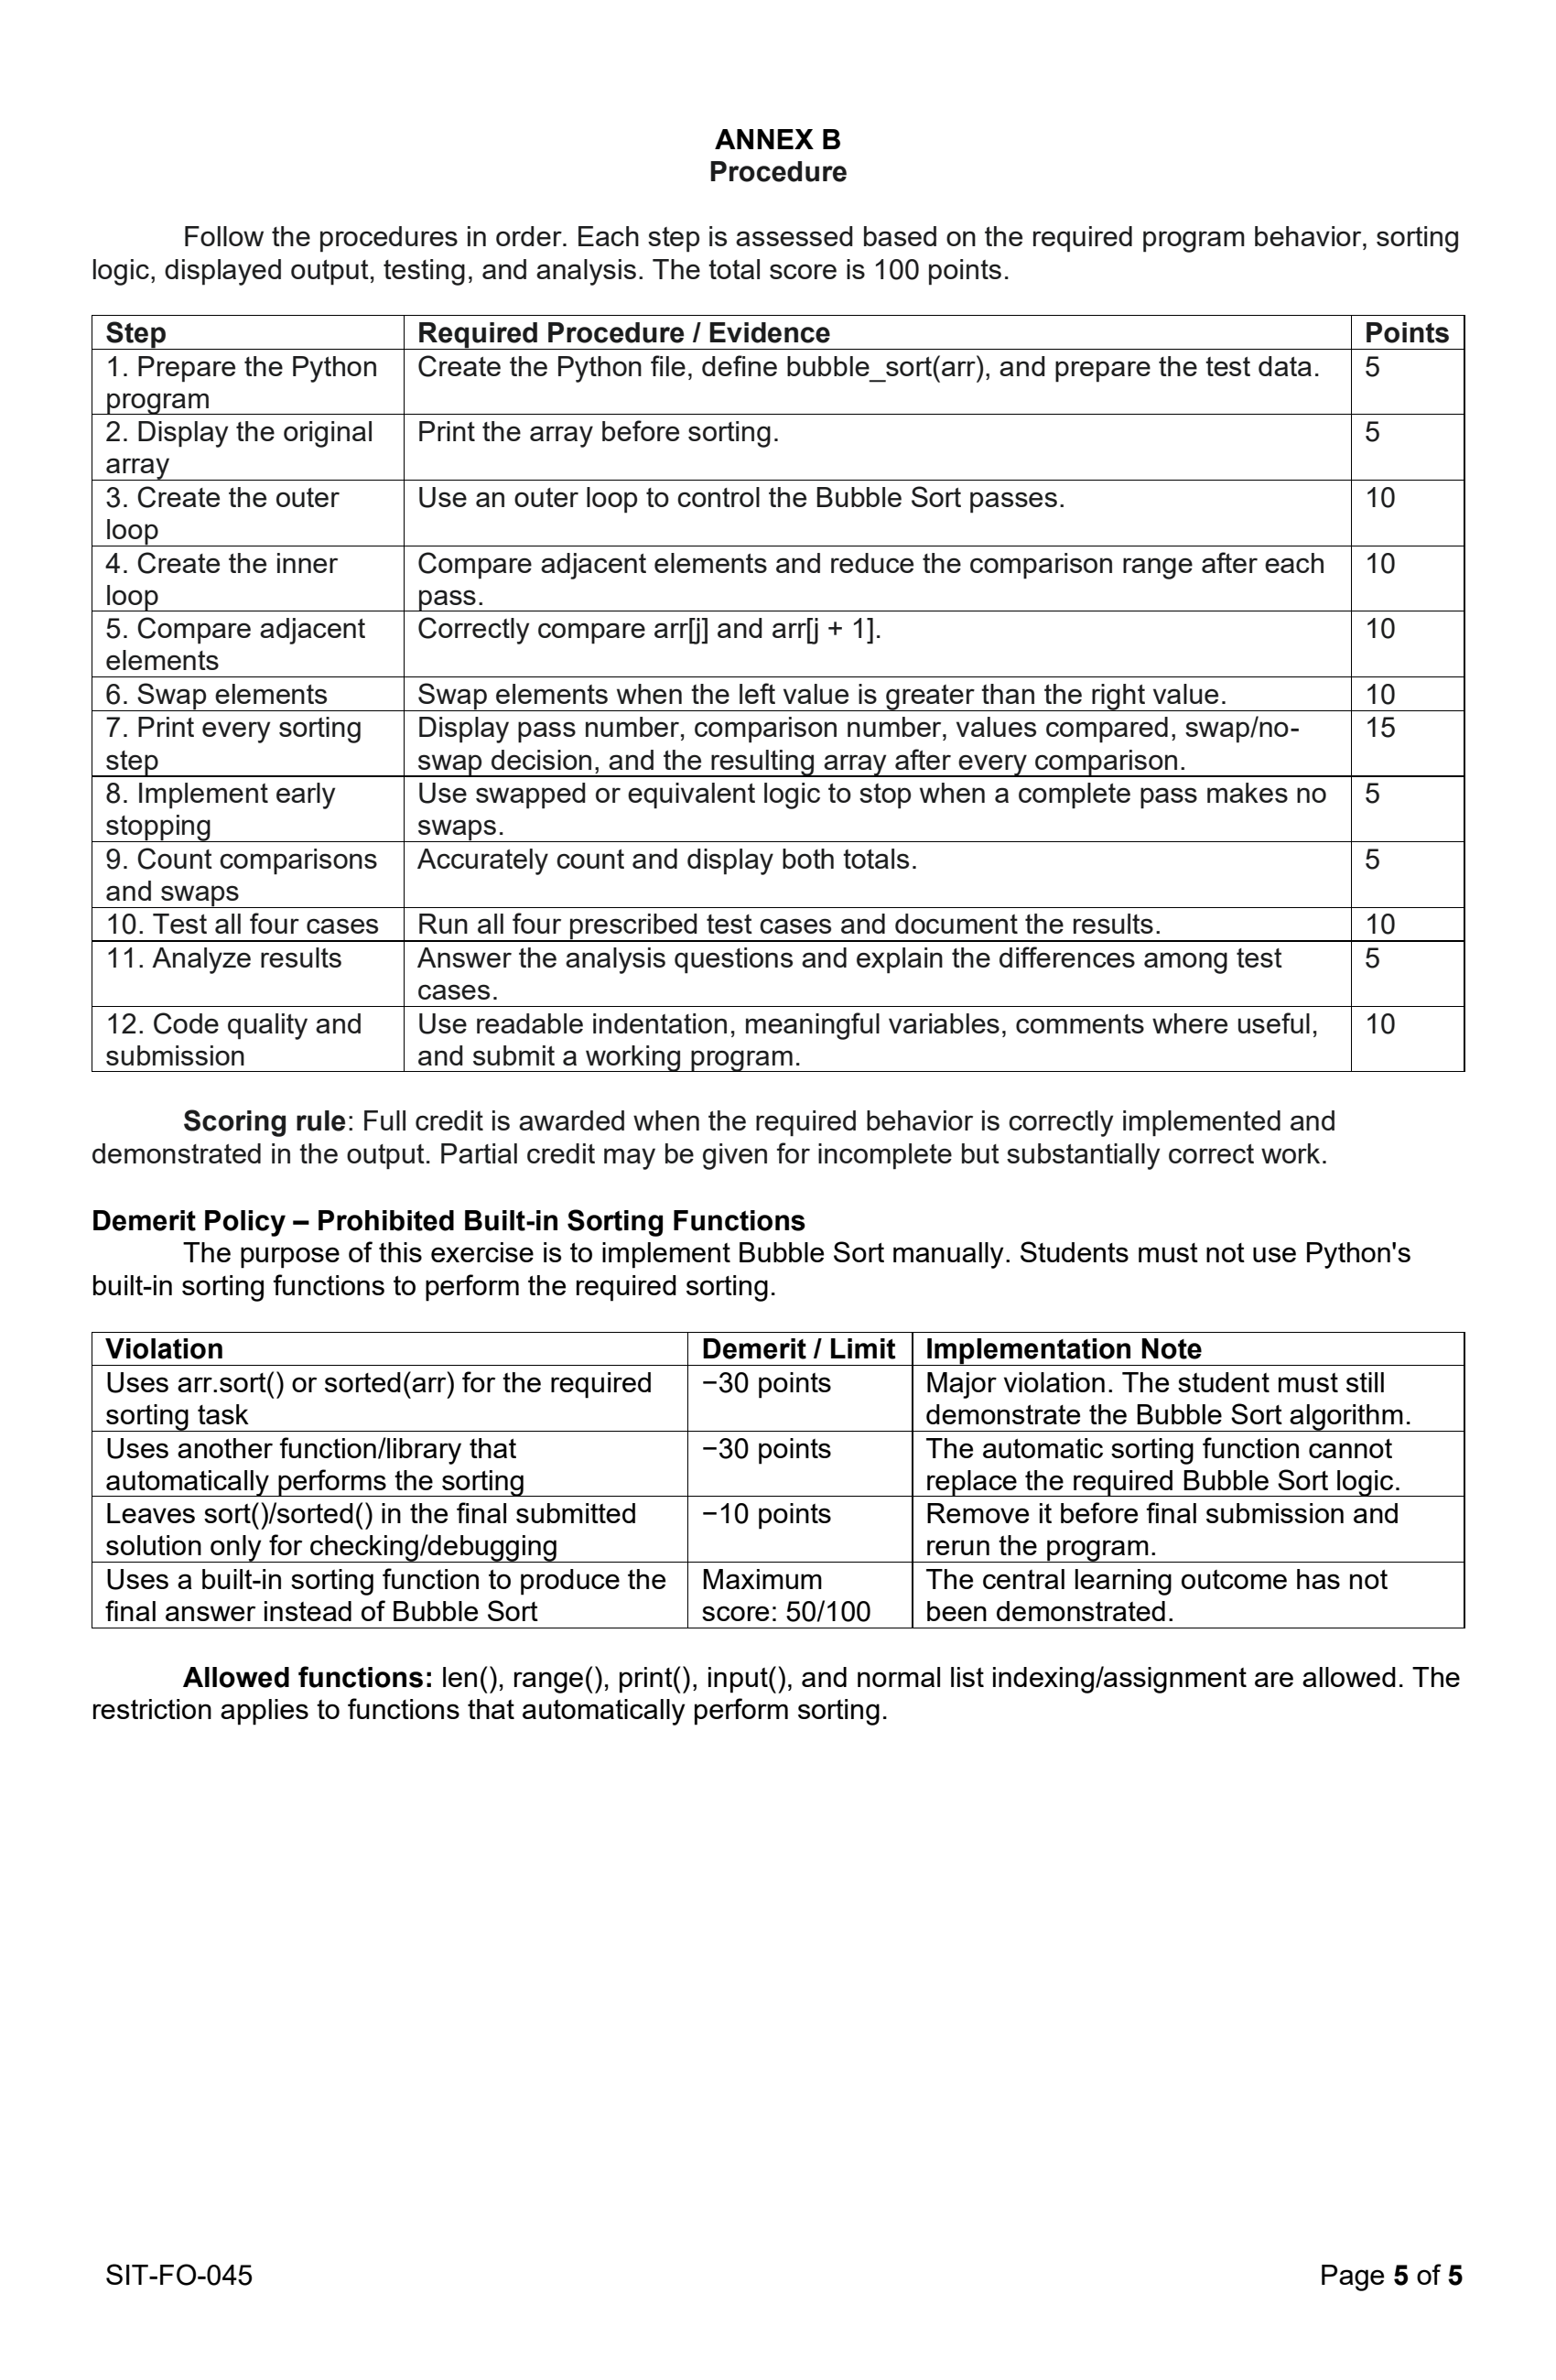 ANNEX B
Procedure
Follow the procedures in order. Each step is assessed based on the required program behavior, sorting
logic, displayed output, testing, and analysis. The total score is 100 points.
Step Required Procedure / Evidence Points
1. Prepare the Python Create the Python file, define bubble_sort(arr), and prepare the test data. 5
program
2. Display the original Print the array before sorting. 5
array
3. Create the outer Use an outer loop to control the Bubble Sort passes. 10
loop
4. Create the inner Compare adjacent elements and reduce the comparison range after each 10
loop pass.
5. Compare adjacent Correctly compare arr[j] and arr[j + 1]. 10
elements
6. Swap elements Swap elements when the left value is greater than the right value. 10
7. Print every sorting Display pass number, comparison number, values compared, swap/no- 15
step swap decision, and the resulting array after every comparison.
8. Implement early Use swapped or equivalent logic to stop when a complete pass makes no 5
stopping swaps.
9. Count comparisons Accurately count and display both totals. 5
and swaps
10. Test all four cases Run all four prescribed test cases and document the results. 10
11. Analyze results Answer the analysis questions and explain the differences among test 5
cases.
12. Code quality and Use readable indentation, meaningful variables, comments where useful, 10
submission and submit a working program.
Scoring rule: Full credit is awarded when the required behavior is correctly implemented and
demonstrated in the output. Partial credit may be given for incomplete but substantially correct work.
Demerit Policy – Prohibited Built-in Sorting Functions
The purpose of this exercise is to implement Bubble Sort manually. Students must not use Python's
built-in sorting functions to perform the required sorting.
Violation Demerit / Limit Implementation Note
Uses arr.sort() or sorted(arr) for the required −30 points Major violation. The student must still
sorting task demonstrate the Bubble Sort algorithm.
Uses another function/library that −30 points The automatic sorting function cannot
automatically performs the sorting replace the required Bubble Sort logic.
Leaves sort()/sorted() in the final submitted −10 points Remove it before final submission and
solution only for checking/debugging rerun the program.
Uses a built-in sorting function to produce the Maximum The central learning outcome has not
final answer instead of Bubble Sort score: 50/100 been demonstrated.
Allowed functions: len(), range(), print(), input(), and normal list indexing/assignment are allowed. The
restriction applies to functions that automatically perform sorting.
SIT-FO-045 Page 5 of 5